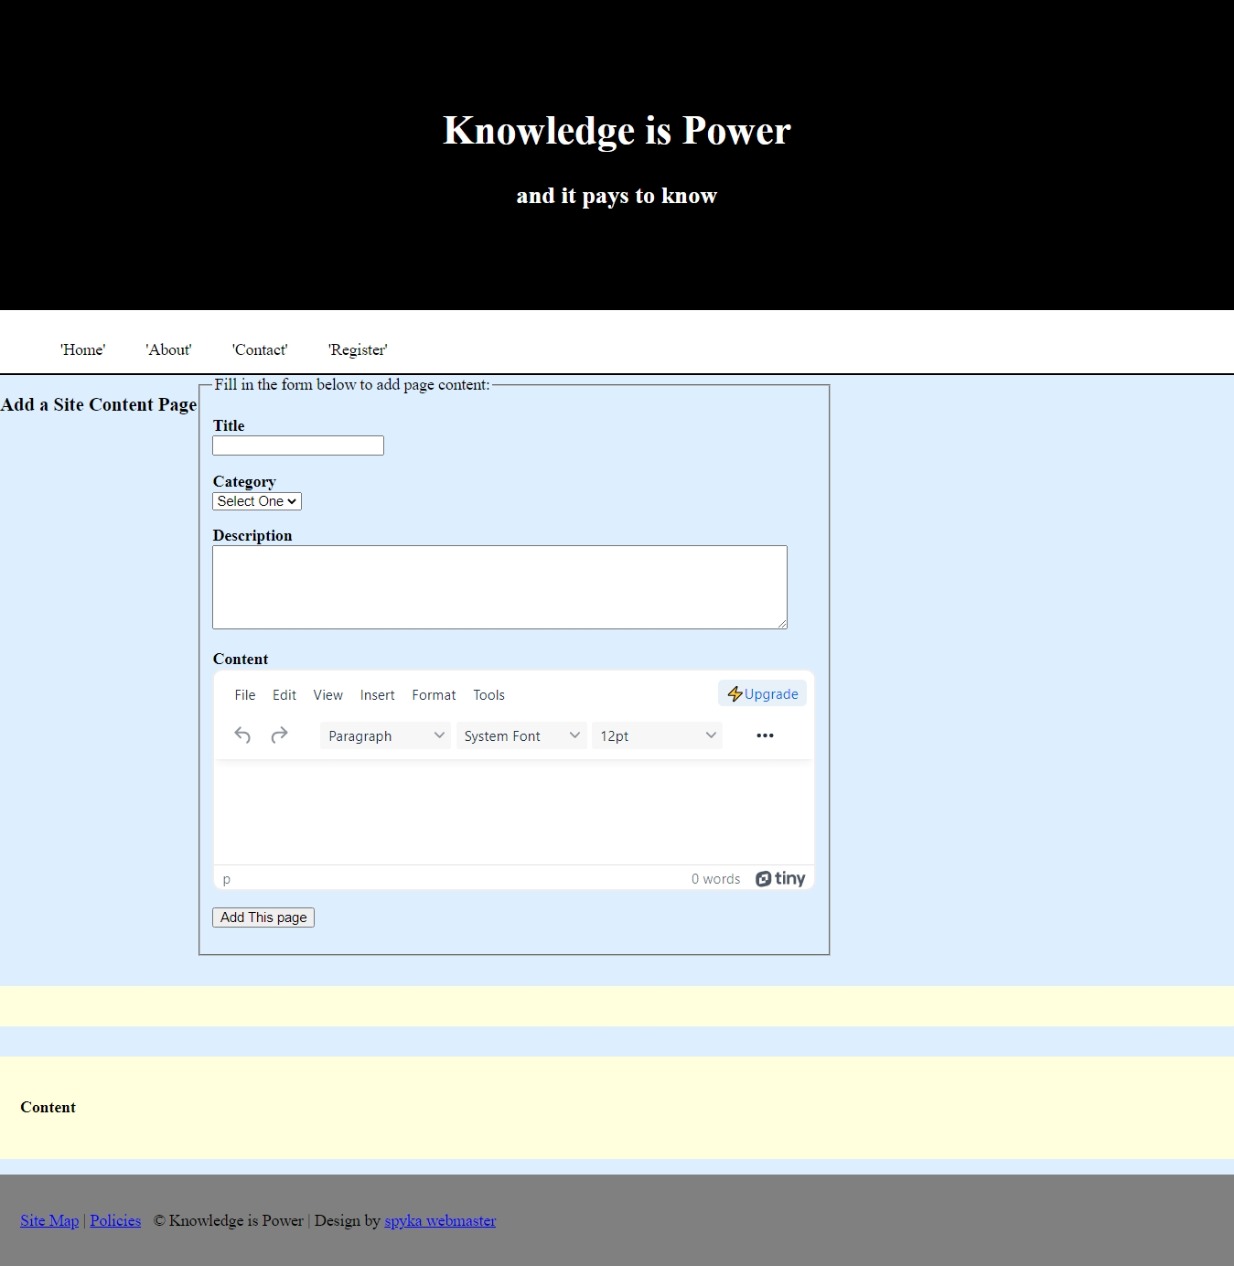 Knowledge is Power
and it pays to know
'Home' 'About' 'Contact' 'Register'
Add a Site Content Page
Fill in the form below to add page content:
Title
Category
Select One
Description
Content
File Edit View Insert Format Tools Upgrade
Paragraph System Font 12pt
p 0 words tiny
Add This page
Content
Site Map | Policies © Knowledge is Power | Design by spyka webmaster